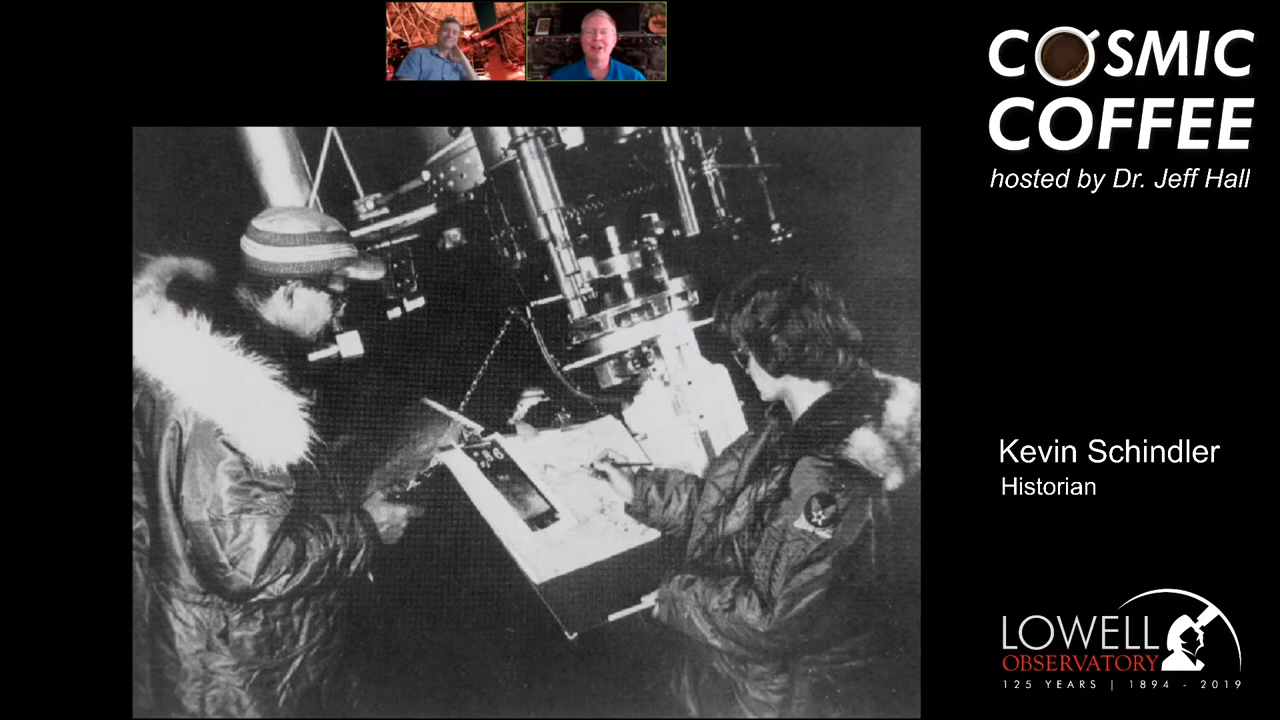 COSMIC
COFFEE
hosted by Dr. Jeff Hall
Kevin Schindler
Historian
LOWELL
OBSERVATORY
125 YEARS | 1894 - 2019